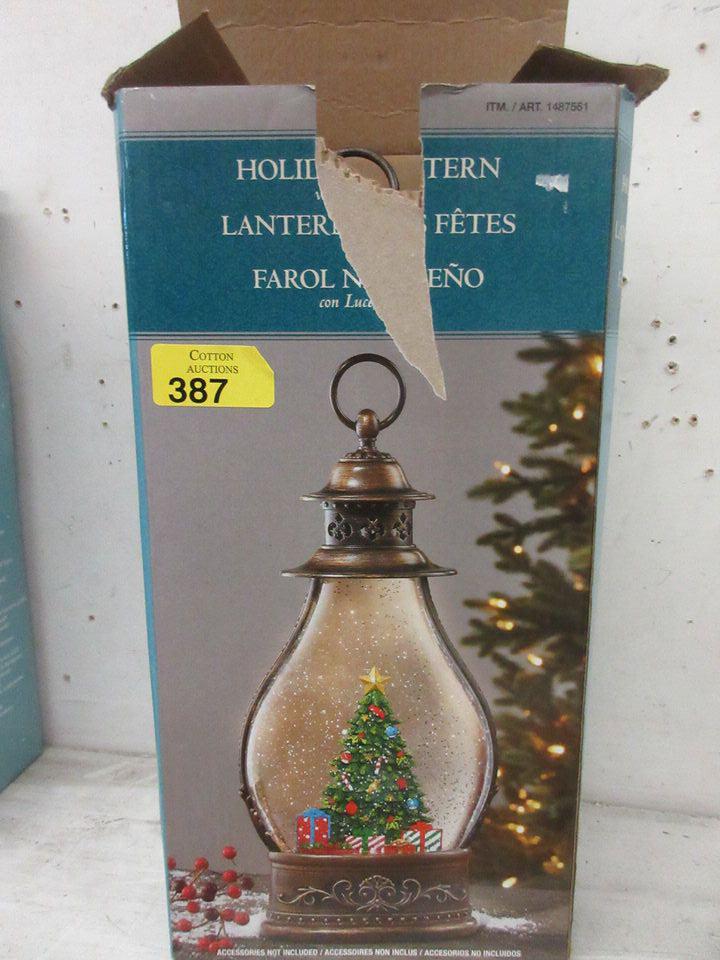 ITM. / ART. 1487561
HOLID TERN
LANTER S FÊTES
FAROL N EÑO
con Luce
COTTON
AUCTIONS
387
ACCESSORIES NOT INCLUDED / ACCESSOIRES NON INCLUS / ACCESORIOS NO INCLUIDOS